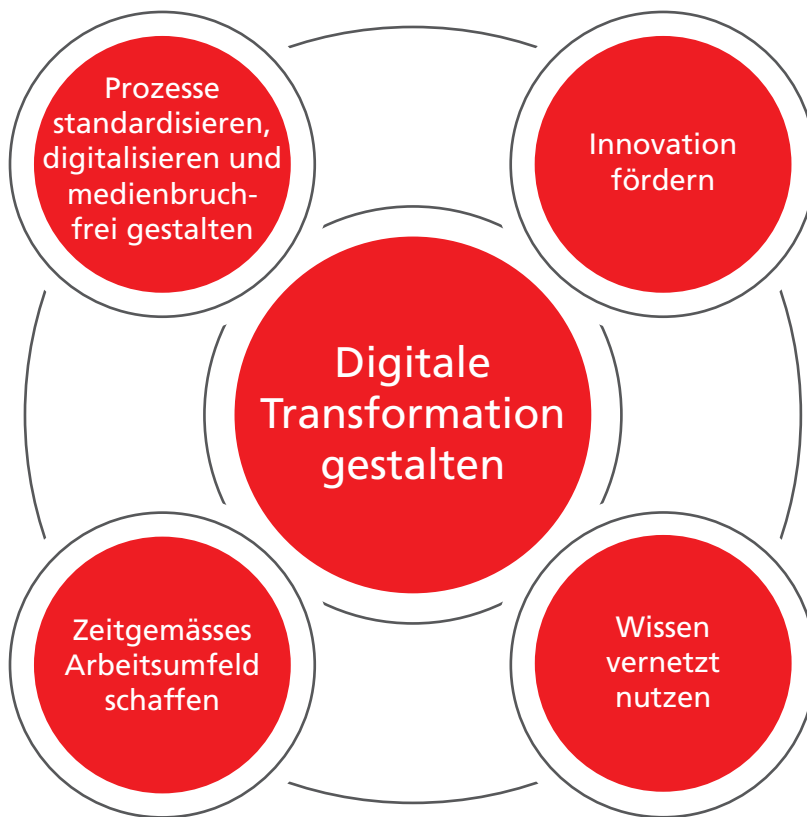 Prozesse
standardisieren,
digitalisieren und
medienbruch-
frei gestalten
Innovation
fördern
Digitale
Transformation
gestalten
Zeitgemässes
Arbeitsumfeld
schaffen
Wissen
vernetzt
nutzen